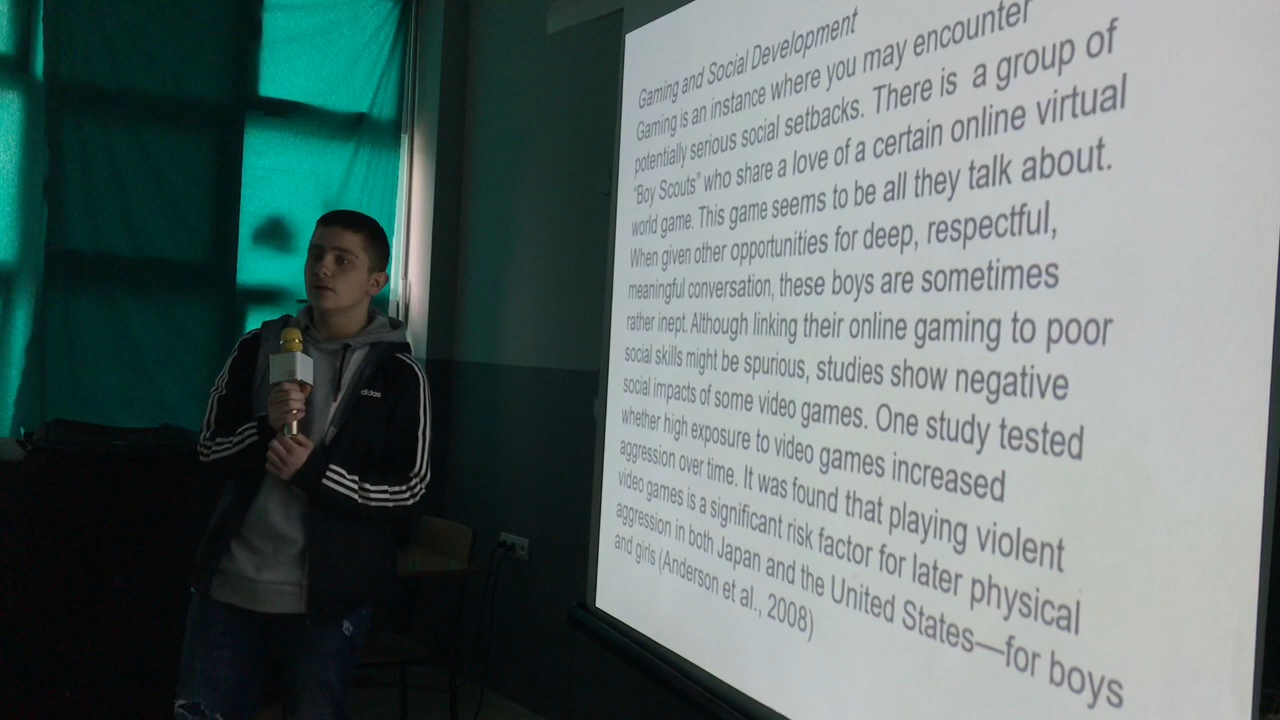 Gaming and Social Development
Gaming is an instance where you may encounter
potentially serious social setbacks. There is a group of
“Boy Scouts” who share a love of a certain online virtual
world game. This game seems to be all they talk about.
When given other opportunities for deep, respectful,
meaningful conversation, these boys are sometimes
rather inept. Although linking their online gaming to poor
social skills might be spurious, studies show negative
social impacts of some video games. One study tested
whether high exposure to video games increased
aggression over time. It was found that playing violent
video games is a significant risk factor for later physical
aggression in both Japan and the United States—for boys
and girls (Anderson et al., 2008)
adidas